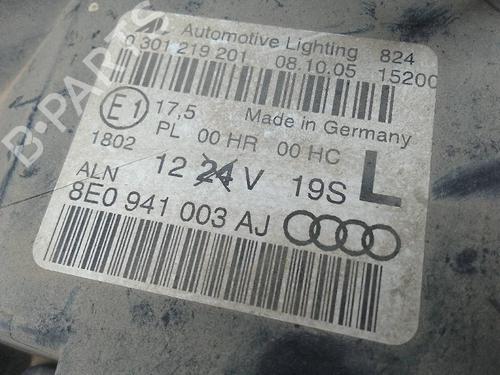 Automotive Lighting 824
0 301 219 201 08.10.05 15200
E1 17,5 Made in Germany
PL 00 HR 00 HC
1802
12 24 V 19S L
ALN
8E0 941 003 AJ
B-PARTS